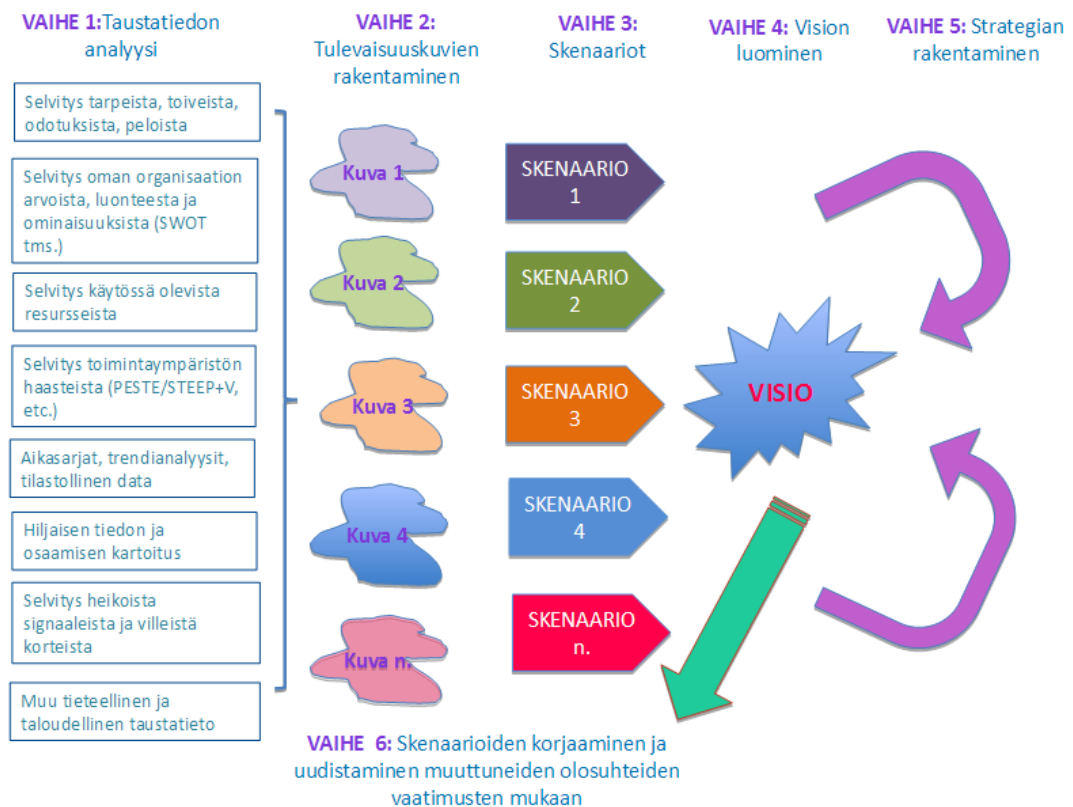 VAIHE 1:Taustatiedon
analyysi
VAIHE 2:
Tulevaisuuskuvien
rakentaminen
VAIHE 3:
Skenaariot
VAIHE 4: Vision
luominen
VAIHE 5: Strategian
rakentaminen
Selvitys tarpeista, toiveista,
odotuksista, peloista
Selvitys oman organisaation
arvoista, luonteesta ja
ominaisuuksista (SWOT
tms.)
Selvitys käytössä olevista
resursseista
Selvitys toimintaympäristön
haasteista (PESTE/STEEP+V,
etc.)
Aikasarjat, trendianalyysit,
tilastollinen data
Hiljaisen tiedon ja
osaamisen kartoitus
Selvitys heikoista
signaaleista ja villeistä
korteista
Muu tieteellinen ja
taloudellinen taustatieto
Kuva 1
Kuva 2
Kuva 3
Kuva 4
Kuva n.
SKENAARIO
1
SKENAARIO
2
SKENAARIO
3
SKENAARIO
4
SKENAARIO
n.
VISIO
VAIHE 6: Skenaarioiden korjaaminen ja
uudistaminen muuttuneiden olosuhteiden
vaatimusten mukaan